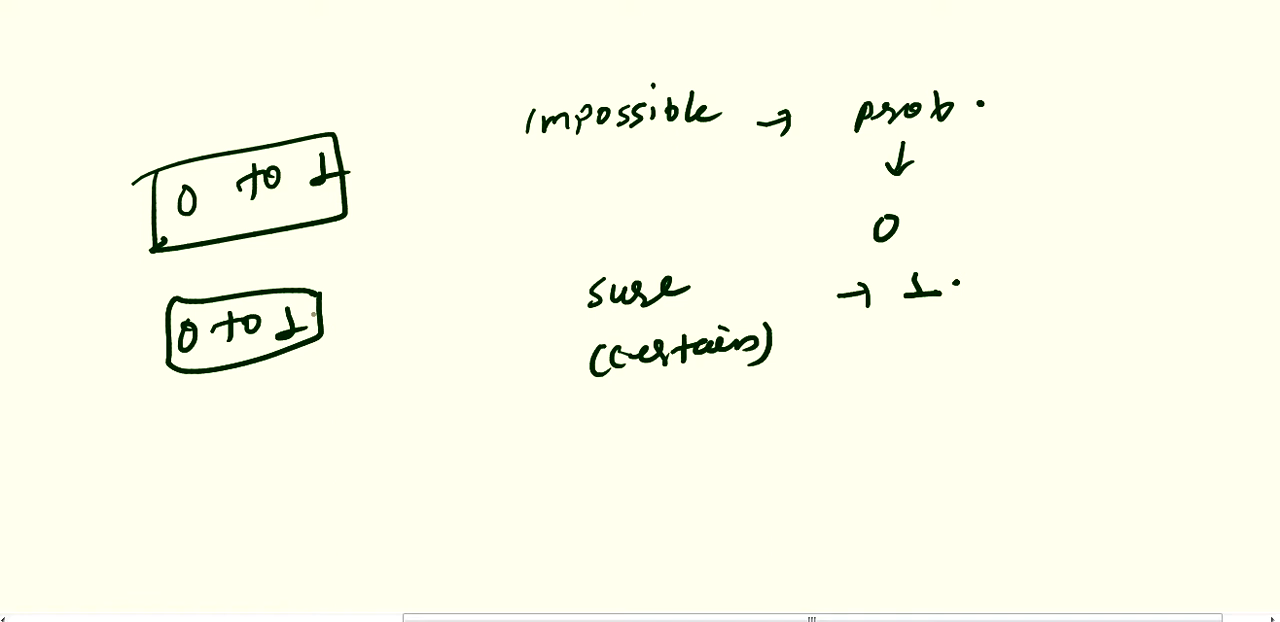 impossible → prob.
↓
0 to 1
0
sure → 1.
0 to 1
(certain)